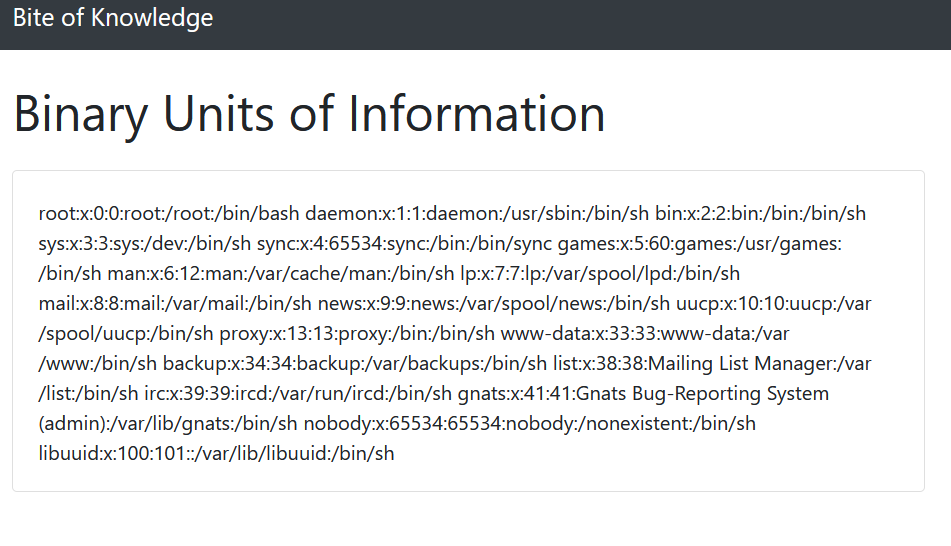 Bite of Knowledge
Binary Units of Information
root:x:0:0:root:/root:/bin/bash daemon:x:1:1:daemon:/usr/sbin:/bin/sh bin:x:2:2:bin:/bin:/bin/sh
sys:x:3:3:sys:/dev:/bin/sh sync:x:4:65534:sync:/bin:/bin/sync games:x:5:60:games:/usr/games:
/bin/sh man:x:6:12:man:/var/cache/man:/bin/sh lp:x:7:7:lp:/var/spool/lpd:/bin/sh
mail:x:8:8:mail:/var/mail:/bin/sh news:x:9:9:news:/var/spool/news:/bin/sh uucp:x:10:10:uucp:/var
/spool/uucp:/bin/sh proxy:x:13:13:proxy:/bin:/bin/sh www-data:x:33:33:www-data:/var
/www:/bin/sh backup:x:34:34:backup:/var/backups:/bin/sh list:x:38:38:Mailing List Manager:/var
/list:/bin/sh irc:x:39:39:ircd:/var/run/ircd:/bin/sh gnats:x:41:41:Gnats Bug-Reporting System
(admin):/var/lib/gnats:/bin/sh nobody:x:65534:65534:nobody:/nonexistent:/bin/sh
libuuid:x:100:101::/var/lib/libuuid:/bin/sh